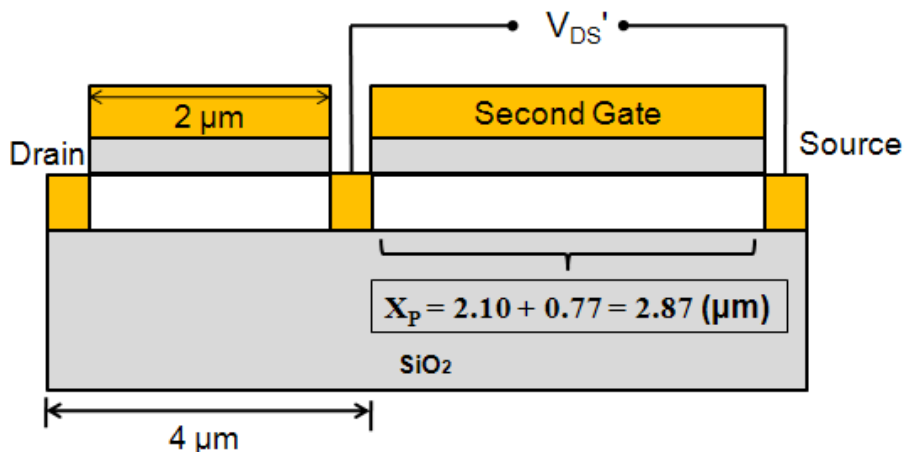 V_DS'
2 µm
Second Gate
Drain
Source
X_P = 2.10 + 0.77 = 2.87 (µm)
SiO₂
4 µm